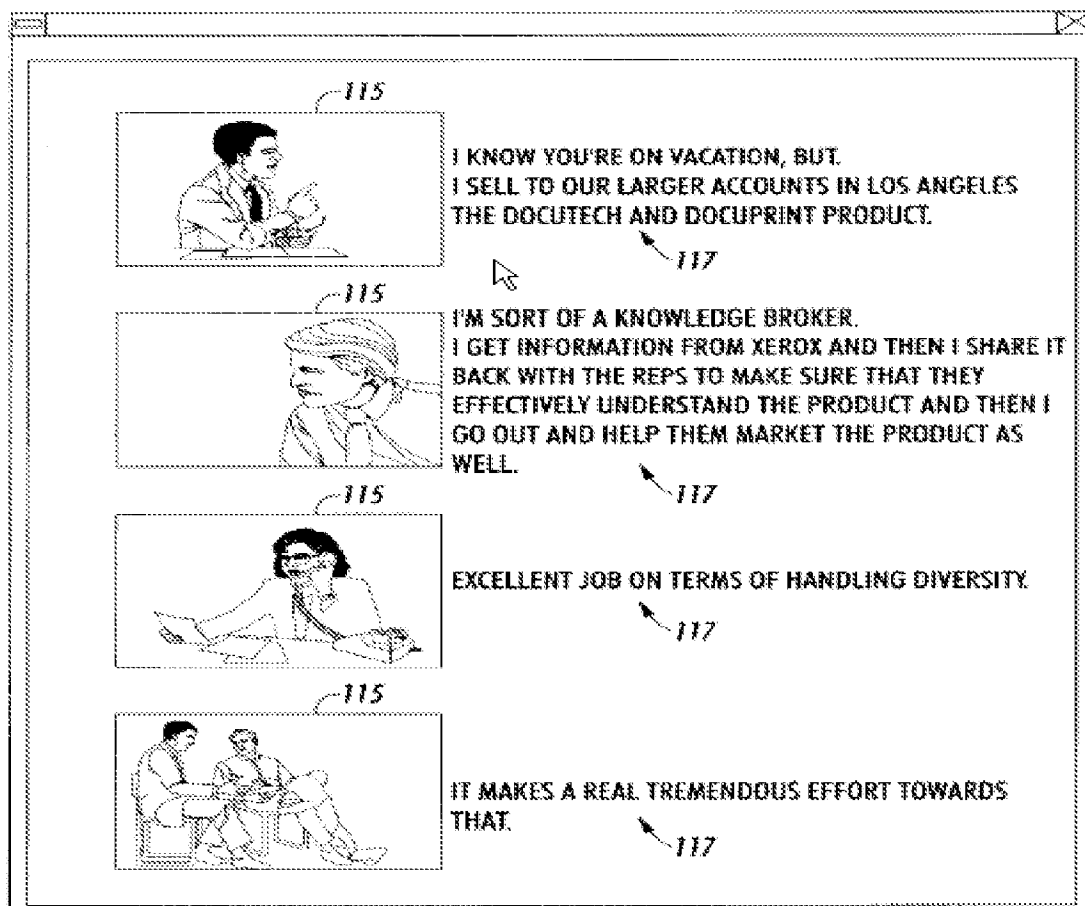 115
I KNOW YOU'RE ON VACATION, BUT.
I SELL TO OUR LARGER ACCOUNTS IN LOS ANGELES
THE DOCUTECH AND DOCUPRINT PRODUCT.
117
115
I'M SORT OF A KNOWLEDGE BROKER.
I GET INFORMATION FROM XEROX AND THEN I SHARE IT
BACK WITH THE REPS TO MAKE SURE THAT THEY
EFFECTIVELY UNDERSTAND THE PRODUCT AND THEN I
GO OUT AND HELP THEM MARKET THE PRODUCT AS
WELL.
117
115
EXCELLENT JOB ON TERMS OF HANDLING DIVERSITY.
117
115
IT MAKES A REAL TREMENDOUS EFFORT TOWARDS
THAT.
117